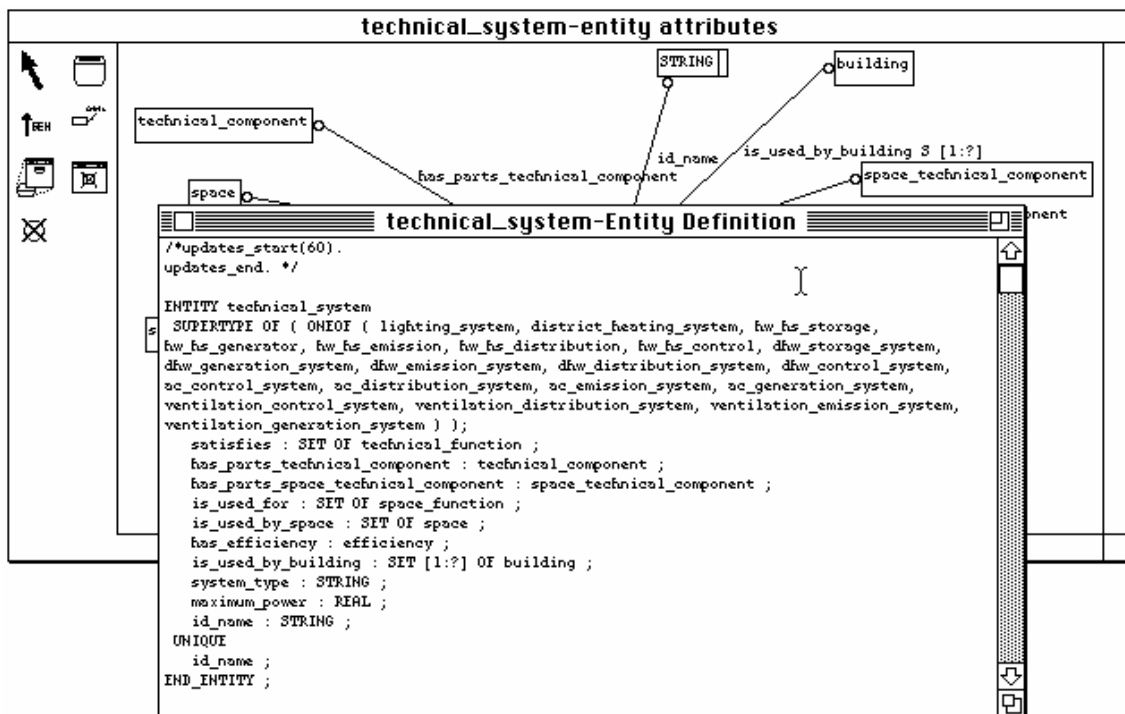 technical_system-entity attributes
STRING
building
technical_component
GEN
id_name
is_used_by_building S [1:?]
has_parts_technical_component
space_technical_component
space
technical_system-Entity Definition
/*updates_start(60).
updates_end. */
ENTITY technical_system
SUPERTYPE OF ( ONEOF ( lighting_system, district_heating_system, hw_hs_storage,
hw_hs_generator, hw_hs_emission, hw_hs_distribution, hw_hs_control, dhw_storage_system,
dhw_generation_system, dhw_emission_system, dhw_distribution_system, dhw_control_system,
ac_control_system, ac_distribution_system, ac_emission_system, ac_generation_system,
ventilation_control_system, ventilation_distribution_system, ventilation_emission_system,
ventilation_generation_system ) );
satisfies : SET OF technical_function ;
has_parts_technical_component : technical_component ;
has_parts_space_technical_component : space_technical_component ;
is_used_for : SET OF space_function ;
is_used_by_space : SET OF space ;
has_efficiency : efficiency ;
is_used_by_building : SET [1:?] OF building ;
system_type : STRING ;
maximum_power : REAL ;
id_name : STRING ;
UNIQUE
id_name ;
END_ENTITY ;